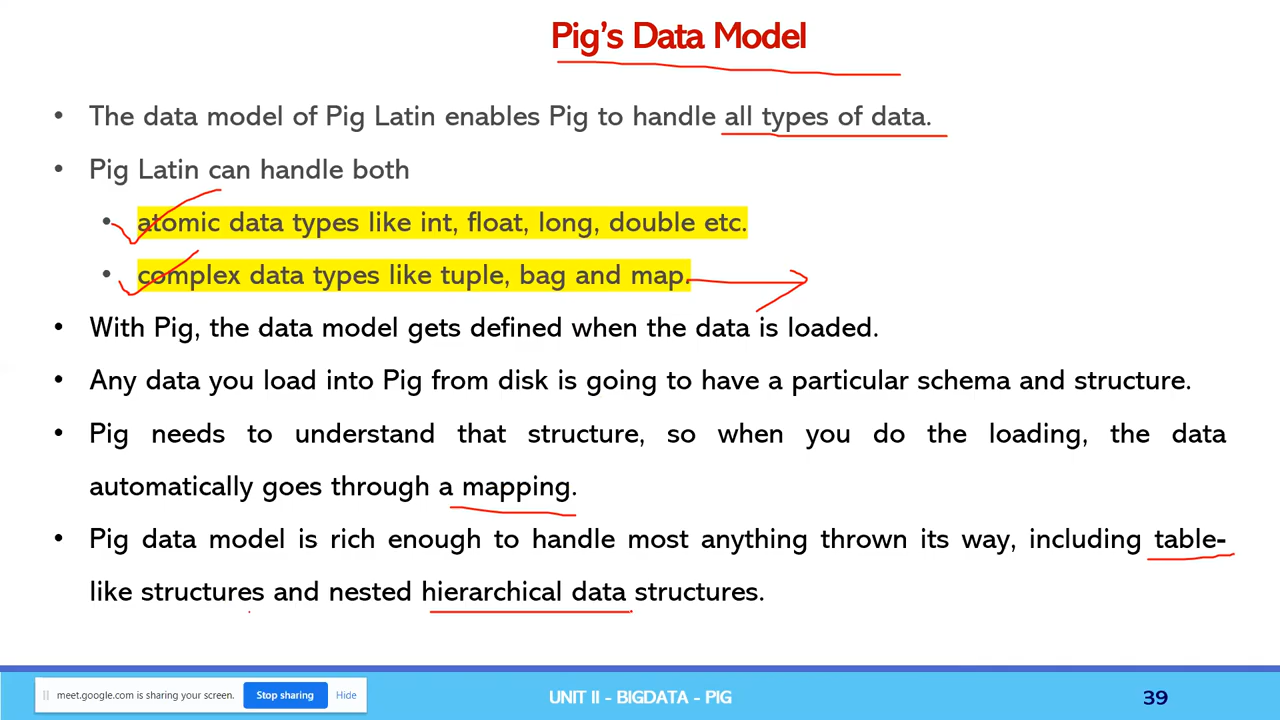 Pig's Data Model
• The data model of Pig Latin enables Pig to handle all types of data.
• Pig Latin can handle both
• atomic data types like int, float, long, double etc.
• complex data types like tuple, bag and map.
• With Pig, the data model gets defined when the data is loaded.
• Any data you load into Pig from disk is going to have a particular schema and structure.
• Pig needs to understand that structure, so when you do the loading, the data
automatically goes through a mapping.
• Pig data model is rich enough to handle most anything thrown its way, including table-
like structures and nested hierarchical data structures.
meet.google.com is sharing your screen. Stop sharing Hide
UNIT II - BIGDATA - PIG
39